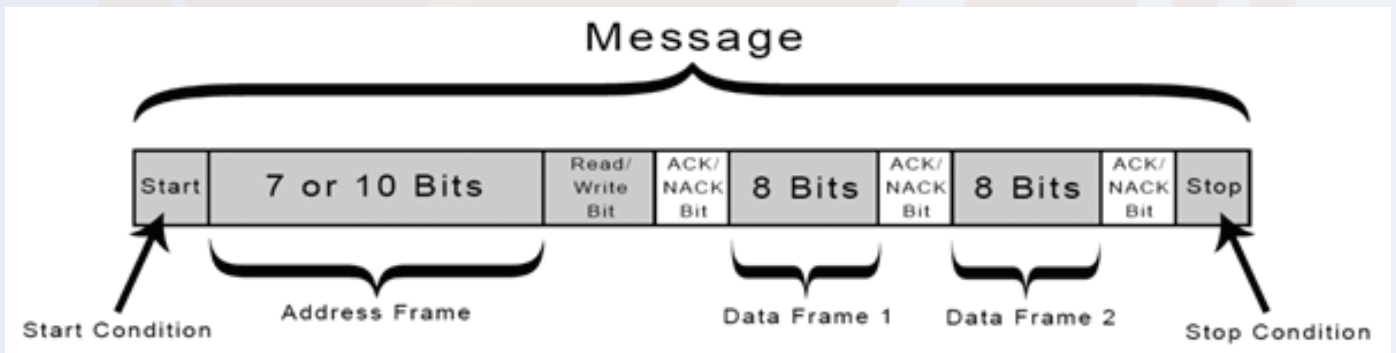 Message
Start
7 or 10 Bits
Read/
Write
Bit
ACK/
NACK
Bit
8 Bits
ACK/
NACK
Bit
8 Bits
ACK/
NACK
Bit
Stop
Start Condition
Address Frame
Data Frame 1
Data Frame 2
Stop Condition